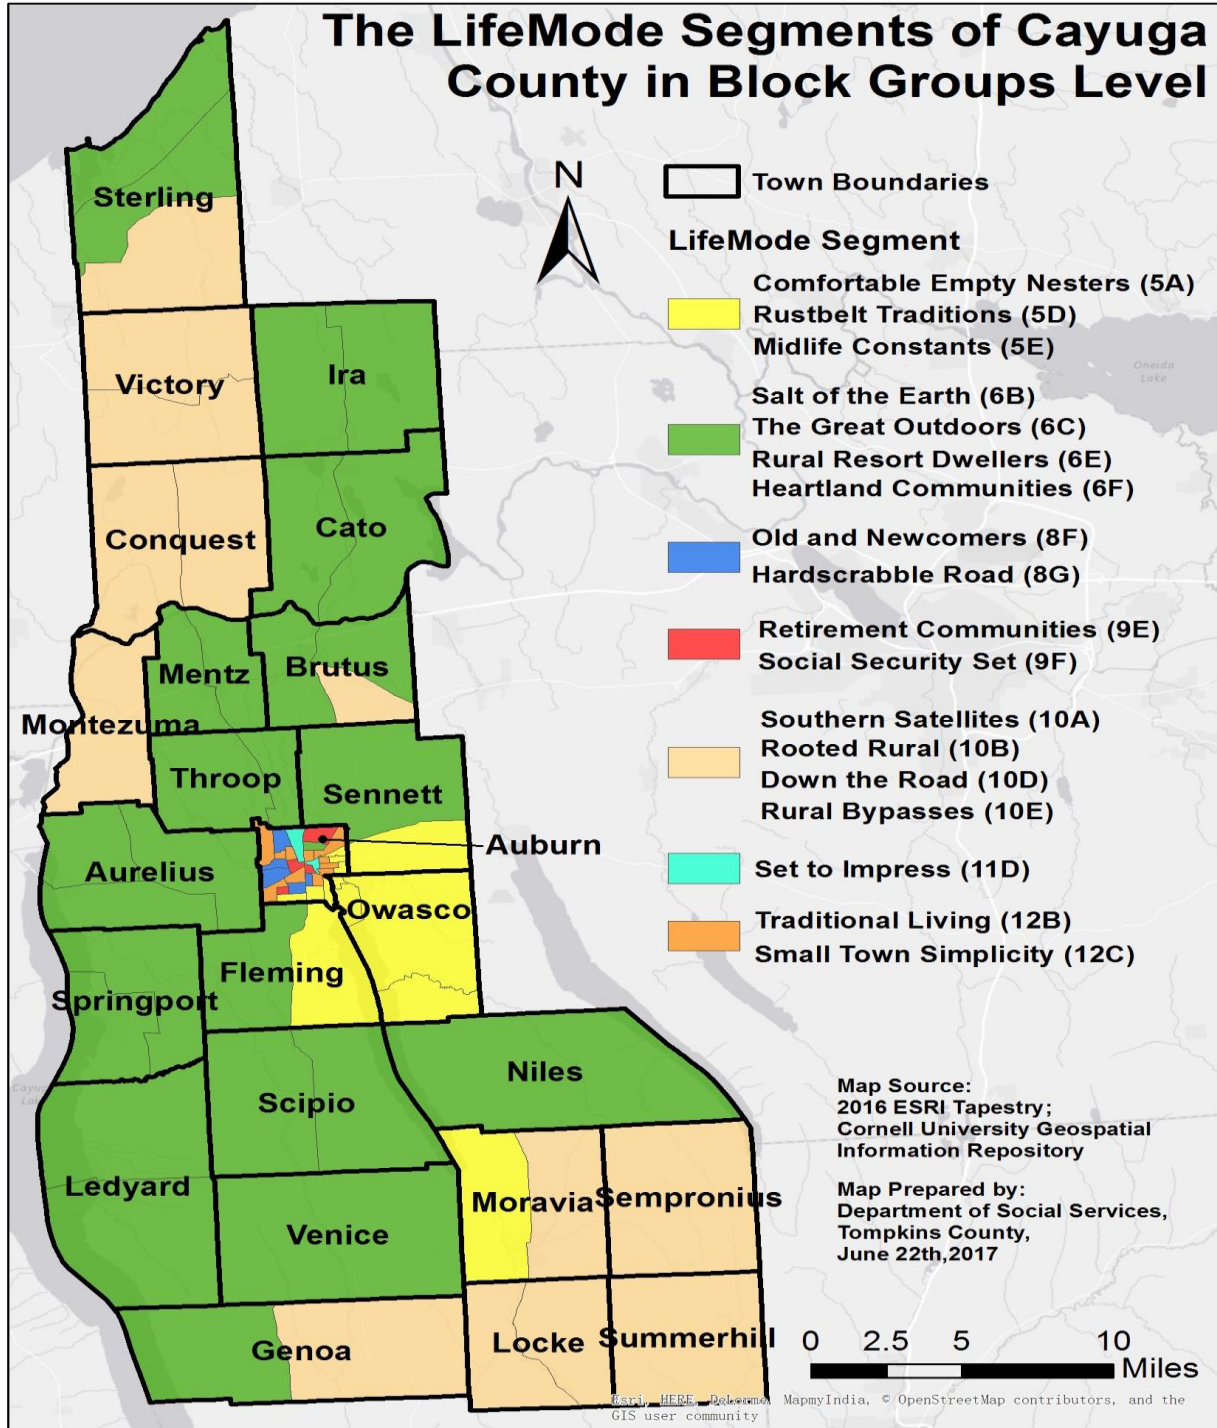 The LifeMode Segments of Cayuga
County in Block Groups Level
N
Town Boundaries
LifeMode Segment
Comfortable Empty Nesters (5A)
Rustbelt Traditions (5D)
Midlife Constants (5E)
Salt of the Earth (6B)
The Great Outdoors (6C)
Rural Resort Dwellers (6E)
Heartland Communities (6F)
Old and Newcomers (8F)
Hardscrabble Road (8G)
Retirement Communities (9E)
Social Security Set (9F)
Southern Satellites (10A)
Rooted Rural (10B)
Down the Road (10D)
Rural Bypasses (10E)
Set to Impress (11D)
Traditional Living (12B)
Small Town Simplicity (12C)
Sterling
Victory
Ira
Conquest
Cato
Mentz
Brutus
Montezuma
Throop
Sennett
Auburn
Aurelius
Owasco
Fleming
Springport
Niles
Scipio
Ledyard
Moravia
Sempronius
Venice
Genoa
Locke
Summerhill
Oneida
Lake
Map Source:
2016 ESRI Tapestry;
Cornell University Geospatial
Information Repository
Map Prepared by:
Department of Social Services,
Tompkins County,
June 22th,2017
0 2.5 5 10
Miles
Esri, HERE, DeLorme, MapmyIndia, © OpenStreetMap contributors, and the
GIS user community